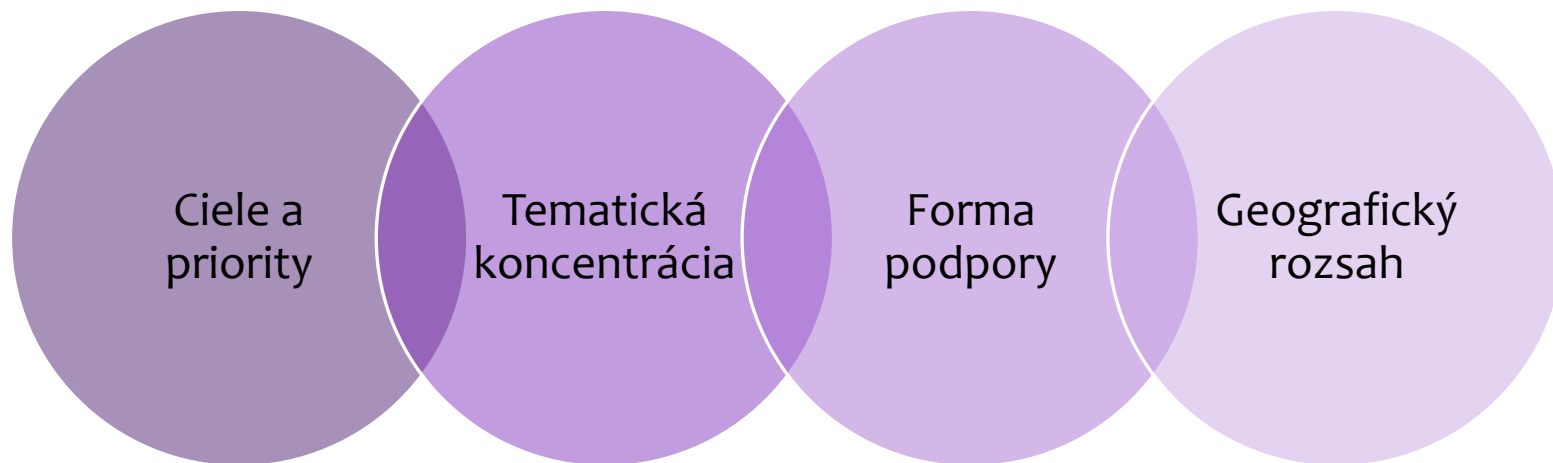 Ciele a
priority
Tematická
koncentrácia
Forma
podpory
Geografický
rozsah